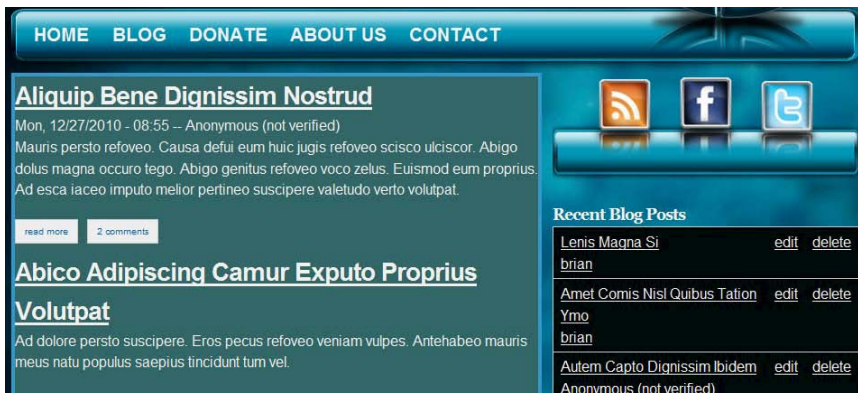 HOME BLOG DONATE ABOUT US CONTACT
Aliquip Bene Dignissim Nostrud
Mon, 12/27/2010 - 08:55 -- Anonymous (not verified)
Mauris persto refoveo. Causa defui eum huic jugis refoveo scisco ulciscor. Abigo
dolus magna occuro tego. Abigo genitus refoveo voco zelus. Euismod eum proprius.
Ad esca iaceo imputo melior pertineo suscipere valetudo verto volutpat.
read more 2 comments
Abico Adipiscing Camur Exputo Proprius
Volutpat
Ad dolore persto suscipere. Eros pecus refoveo veniam vulpes. Antehabeo mauris
meus natu populus saepius tincidunt tum vel.
Recent Blog Posts
Lenis Magna Si edit delete
brian
Amet Comis Nisl Quibus Tation edit delete
Ymo
brian
Autem Capto Dignissim Ibidem edit delete
Anonymous (not verified)